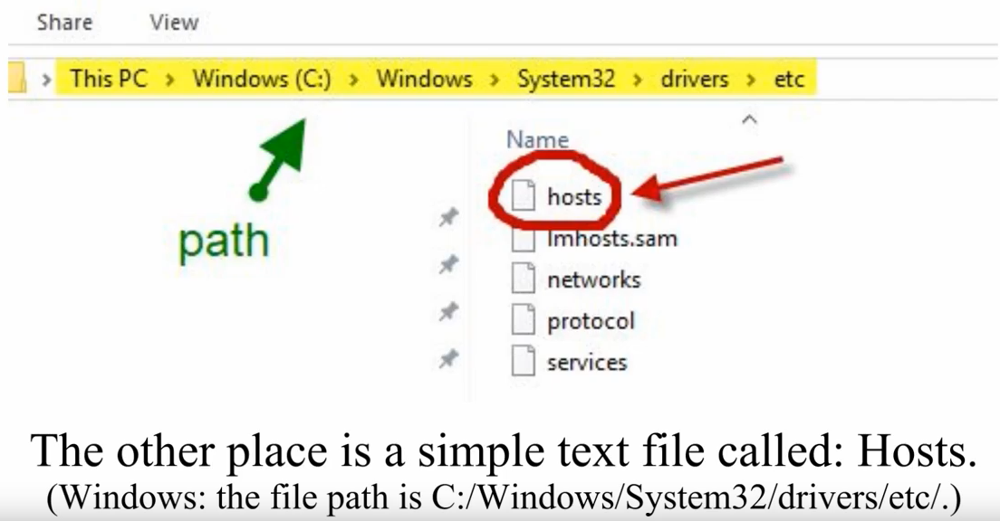 Share View
This PC > Windows (C:) > Windows > System32 > drivers > etc
Name
hosts
path
lmhosts.sam
networks
protocol
services
The other place is a simple text file called: Hosts.
(Windows: the file path is C:/Windows/System32/drivers/etc/.)